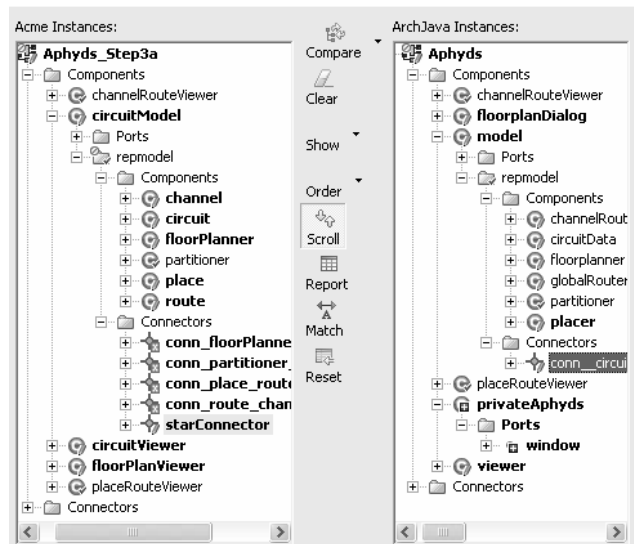 Acme Instances:
Aphyds_Step3a
Components
channelRouteViewer
circuitModel
Ports
repmodel
Components
channel
circuit
floorPlanner
partitioner
place
route
Connectors
conn_floorPlanne
conn_partitioner_
conn_place_route
conn_route_chan
starConnector
circuitViewer
floorPlanViewer
placeRouteViewer
Connectors
Compare
Clear
Show
Order
Scroll
Report
Match
Reset
ArchJava Instances:
Aphyds
Components
channelRouteViewer
floorplanDialog
model
Ports
repmodel
Components
channelRout
circuitData
floorplanner
globalRouter
partitioner
placer
Connectors
conn__circui
placeRouteViewer
privateAphyds
Ports
window
viewer
Connectors